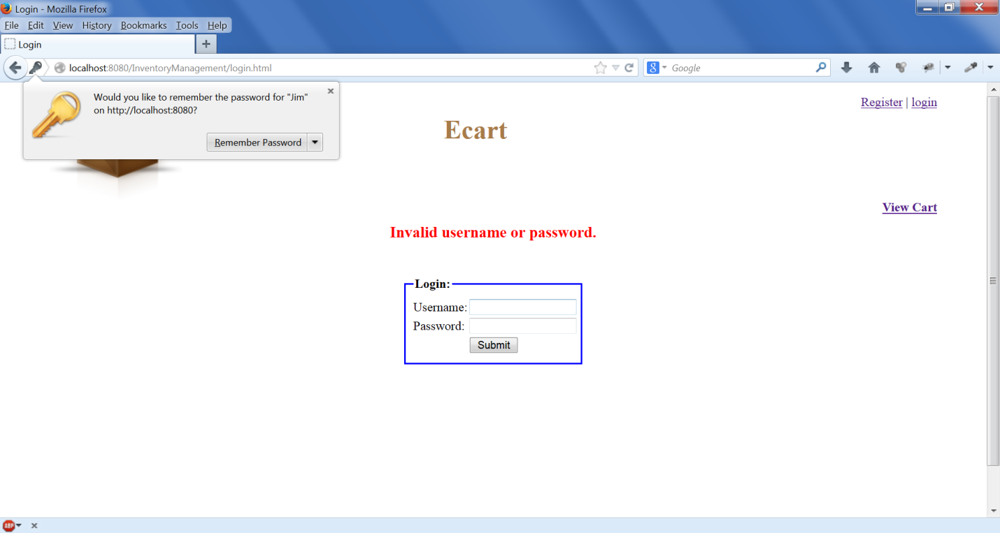 Login - Mozilla Firefox
File Edit View History Bookmarks Tools Help
Login
localhost:8080/InventoryManagement/login.html
8 Google
Would you like to remember the password for "Jim"
on http://localhost:8080?
Remember Password
Register | login
Ecart
View Cart
Invalid username or password.
Login:
Username:
Password:
Submit
ABP